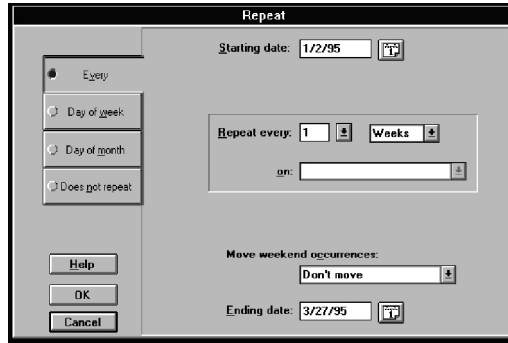 Repeat
Starting date: 1/2/95
Every
Day of week
Day of month
Does not repeat
Repeat every: 1 Weeks
on:
Move weekend occurrences:
Don't move
Ending date: 3/27/95
Help
OK
Cancel